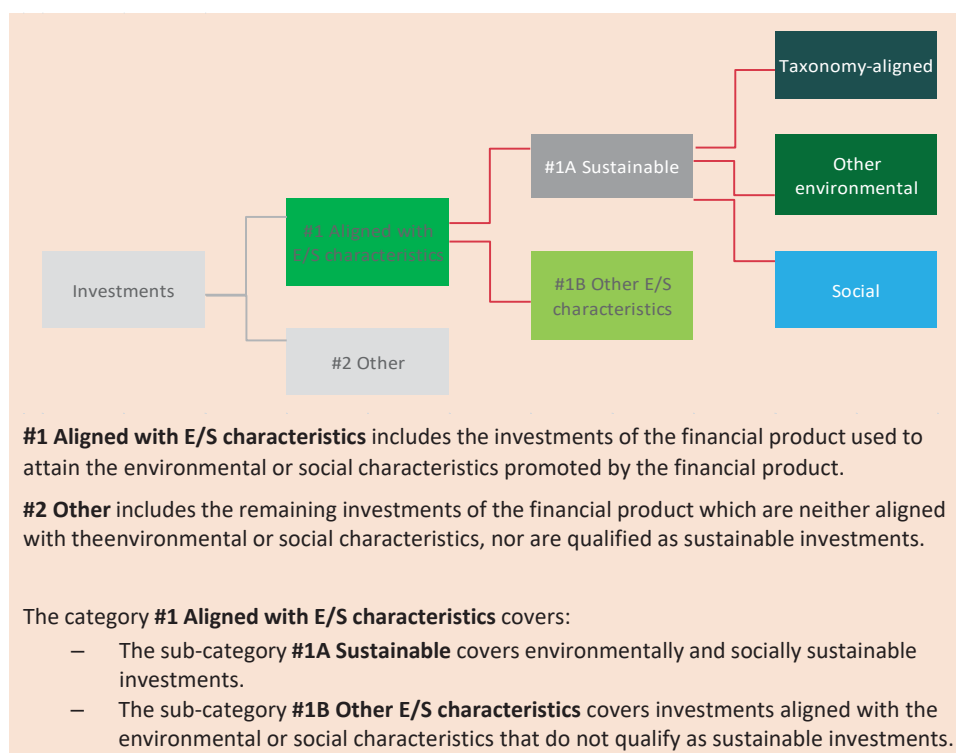 Taxonomy-aligned
#1A Sustainable
Other
environmental
#1 Aligned with
E/S characteristics
Investments
#1B Other E/S
characteristics
Social
#2 Other
#1 Aligned with E/S characteristics includes the investments of the financial product used to
attain the environmental or social characteristics promoted by the financial product.
#2 Other includes the remaining investments of the financial product which are neither aligned
with theenvironmental or social characteristics, nor are qualified as sustainable investments.
The category #1 Aligned with E/S characteristics covers:
– The sub-category #1A Sustainable covers environmentally and socially sustainable
investments.
– The sub-category #1B Other E/S characteristics covers investments aligned with the
environmental or social characteristics that do not qualify as sustainable investments.